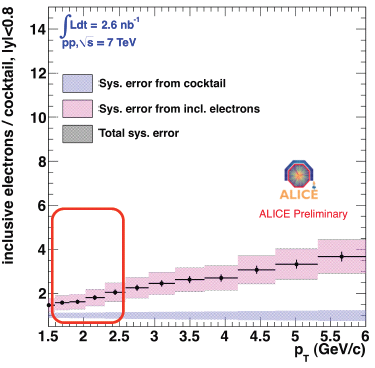 ∫Ldt = 2.6 nb⁻¹
pp,√s = 7 TeV
Sys. error from cocktail
Sys. error from incl. electrons
Total sys. error
ALICE
ALICE Preliminary
inclusive electrons / cocktail, |y|<0.8
14
12
10
8
6
4
2
1.5 2 2.5 3 3.5 4 4.5 5 5.5 6
p_T (GeV/c)